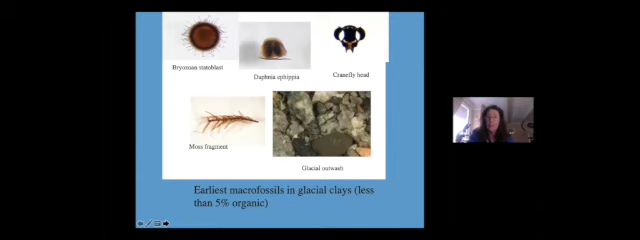 Bryozoan statoblast
Daphnia ephippia
Cranefly head
Moss fragment
Glacial outwash
Earliest macrofossils in glacial clays (less
than 5% organic)